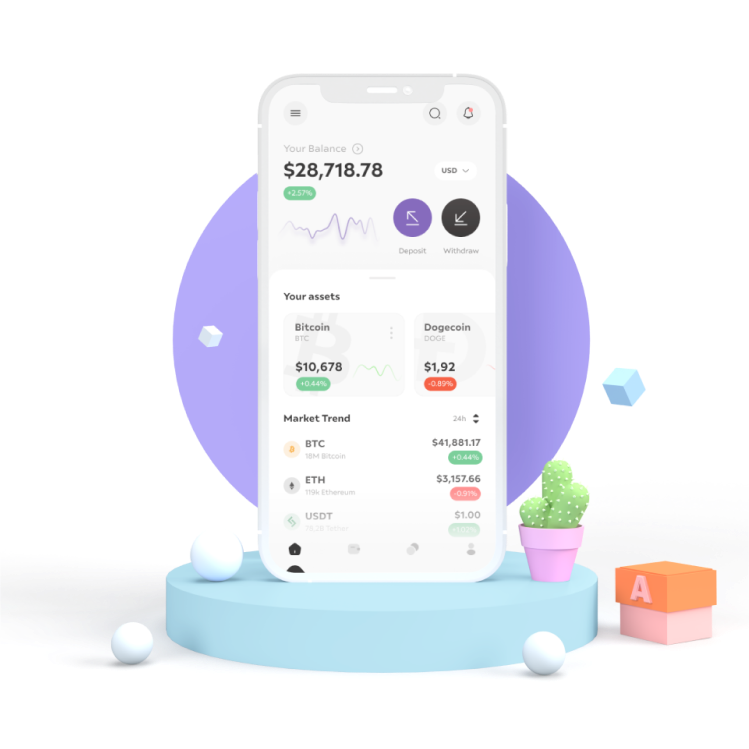 Your Balance
$28,718.78
USD
+2.57%
Deposit
Withdraw
Your assets
Bitcoin
BTC
$10,678
+0.44%
Dogecoin
DOGE
$1,92
-0.89%
Market Trend
24h
BTC
18M Bitcoin
$41,881.17
+0.44%
ETH
119k Ethereum
$3,157.66
-0.91%
USDT
$1.00
A